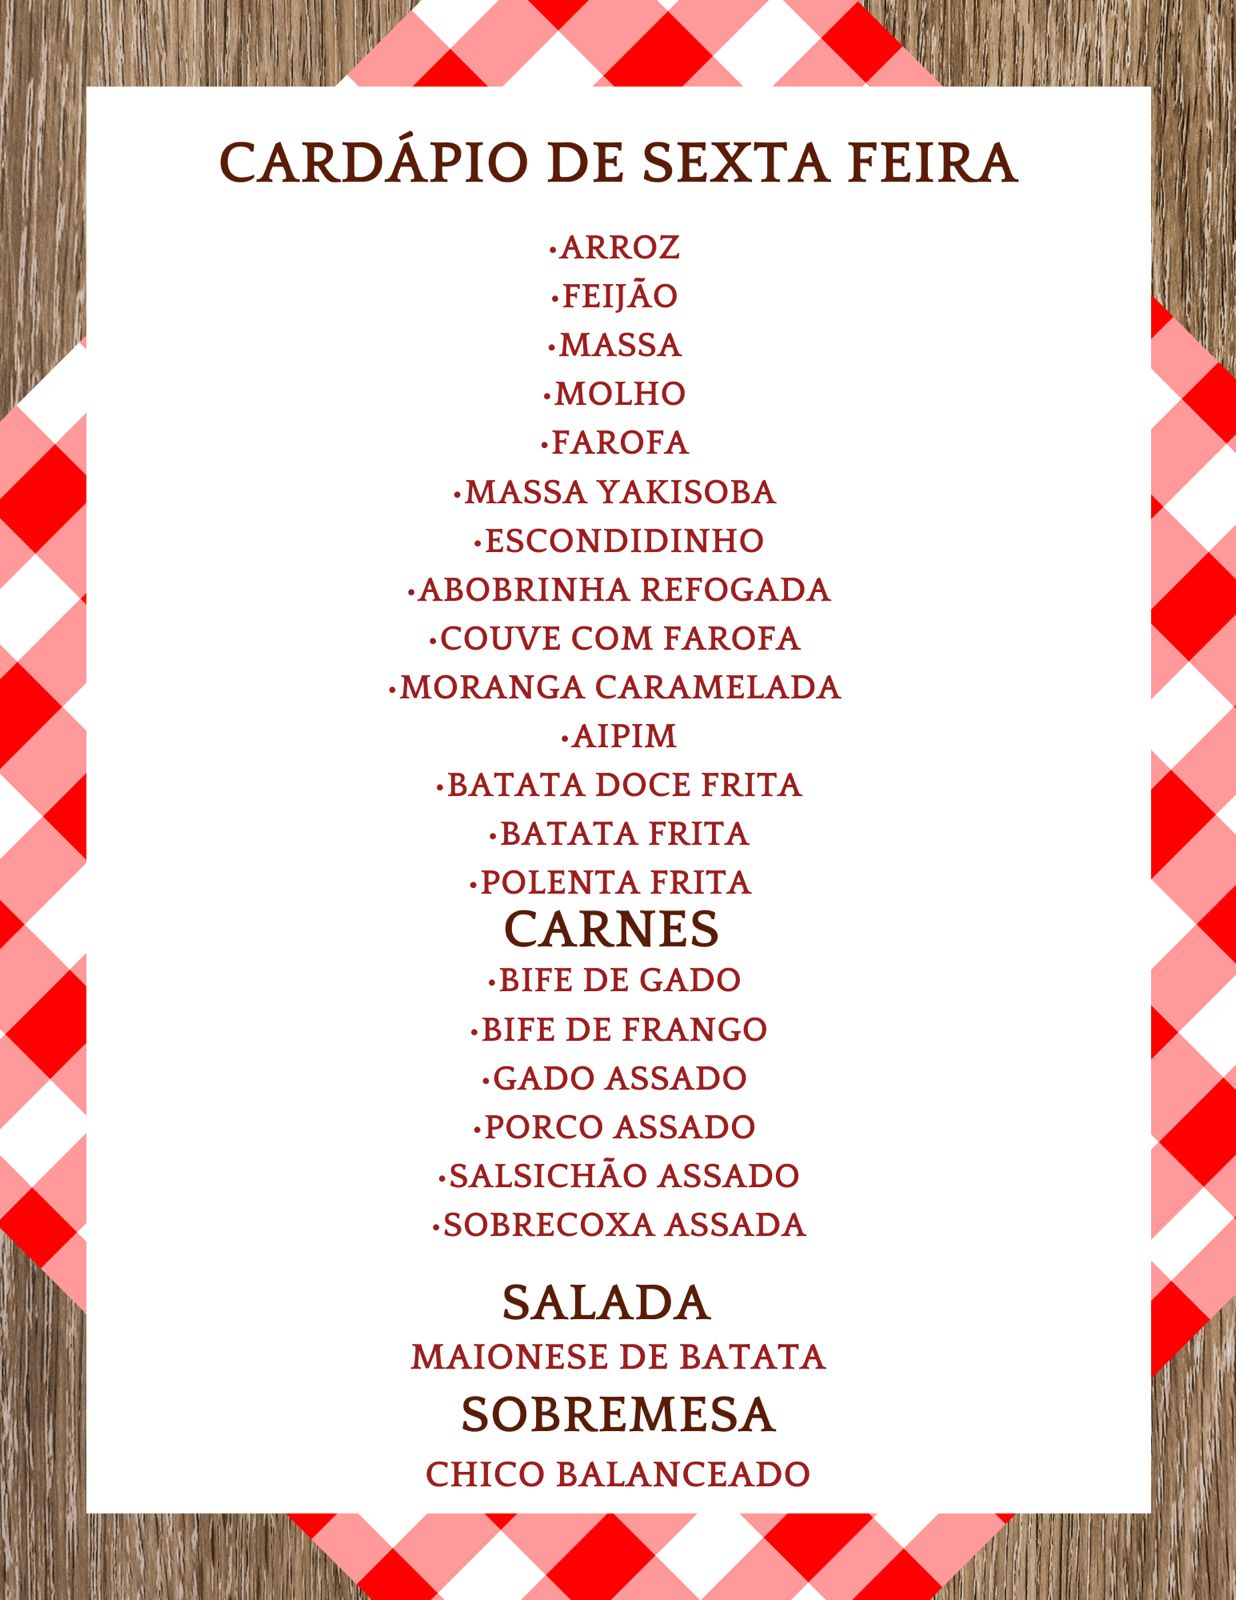 CARDÁPIO DE SEXTA FEIRA
•ARROZ
•FEIJÃO
•MASSA
•MOLHO
•FAROFA
•MASSA YAKISOBA
•ESCONDIDINHO
•ABOBRINHA REFOGADA
•COUVE COM FAROFA
•MORANGA CARAMELADA
•AIPIM
•BATATA DOCE FRITA
•BATATA FRITA
•POLENTA FRITA
CARNES
•BIFE DE GADO
•BIFE DE FRANGO
•GADO ASSADO
•PORCO ASSADO
•SALSICHÃO ASSADO
•SOBRECOXA ASSADA
SALADA
MAIONESE DE BATATA
SOBREMESA
CHICO BALANCEADO